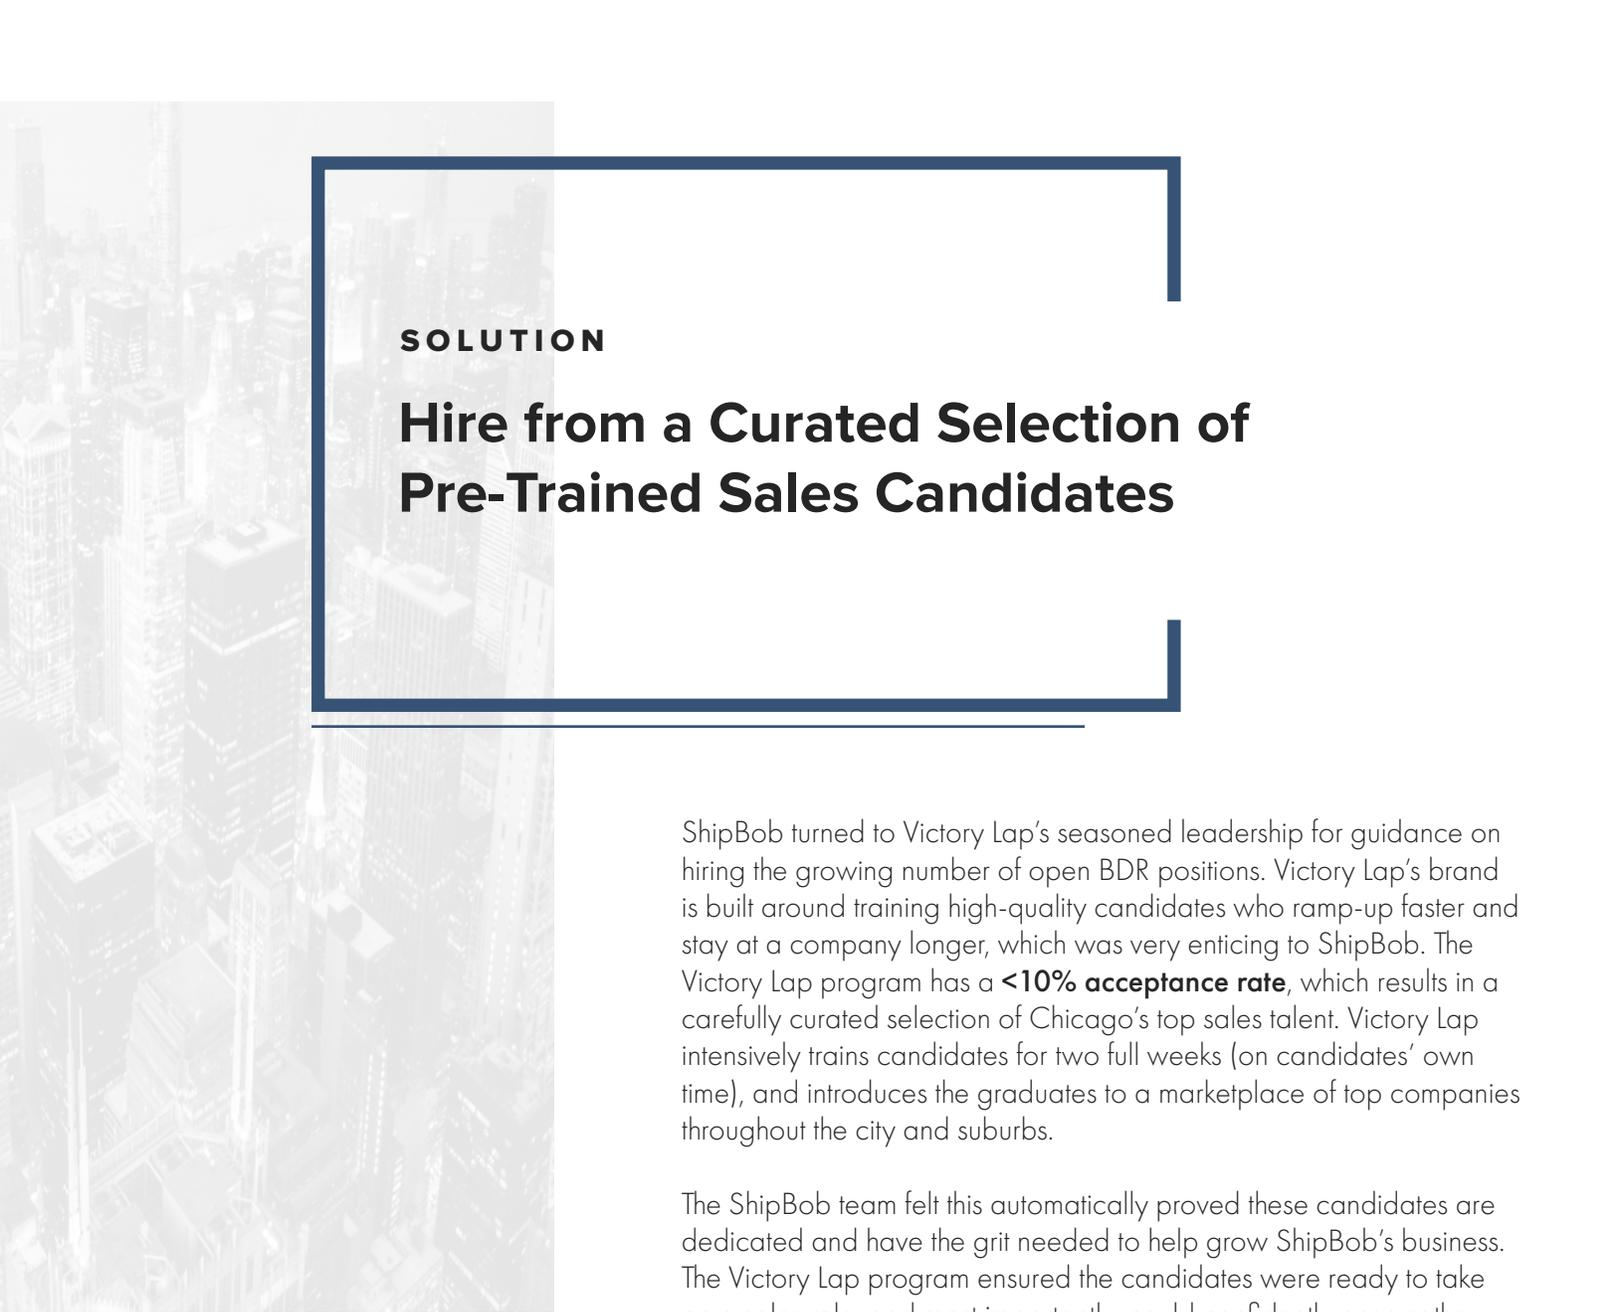 SOLUTION
Hire from a Curated Selection of
Pre-Trained Sales Candidates
ShipBob turned to Victory Lap’s seasoned leadership for guidance on
hiring the growing number of open BDR positions. Victory Lap’s brand
is built around training high-quality candidates who ramp-up faster and
stay at a company longer, which was very enticing to ShipBob. The
Victory Lap program has a <10% acceptance rate, which results in a
carefully curated selection of Chicago’s top sales talent. Victory Lap
intensively trains candidates for two full weeks (on candidates’ own
time), and introduces the graduates to a marketplace of top companies
throughout the city and suburbs.
The ShipBob team felt this automatically proved these candidates are
dedicated and have the grit needed to help grow ShipBob’s business.
The Victory Lap program ensured the candidates were ready to take